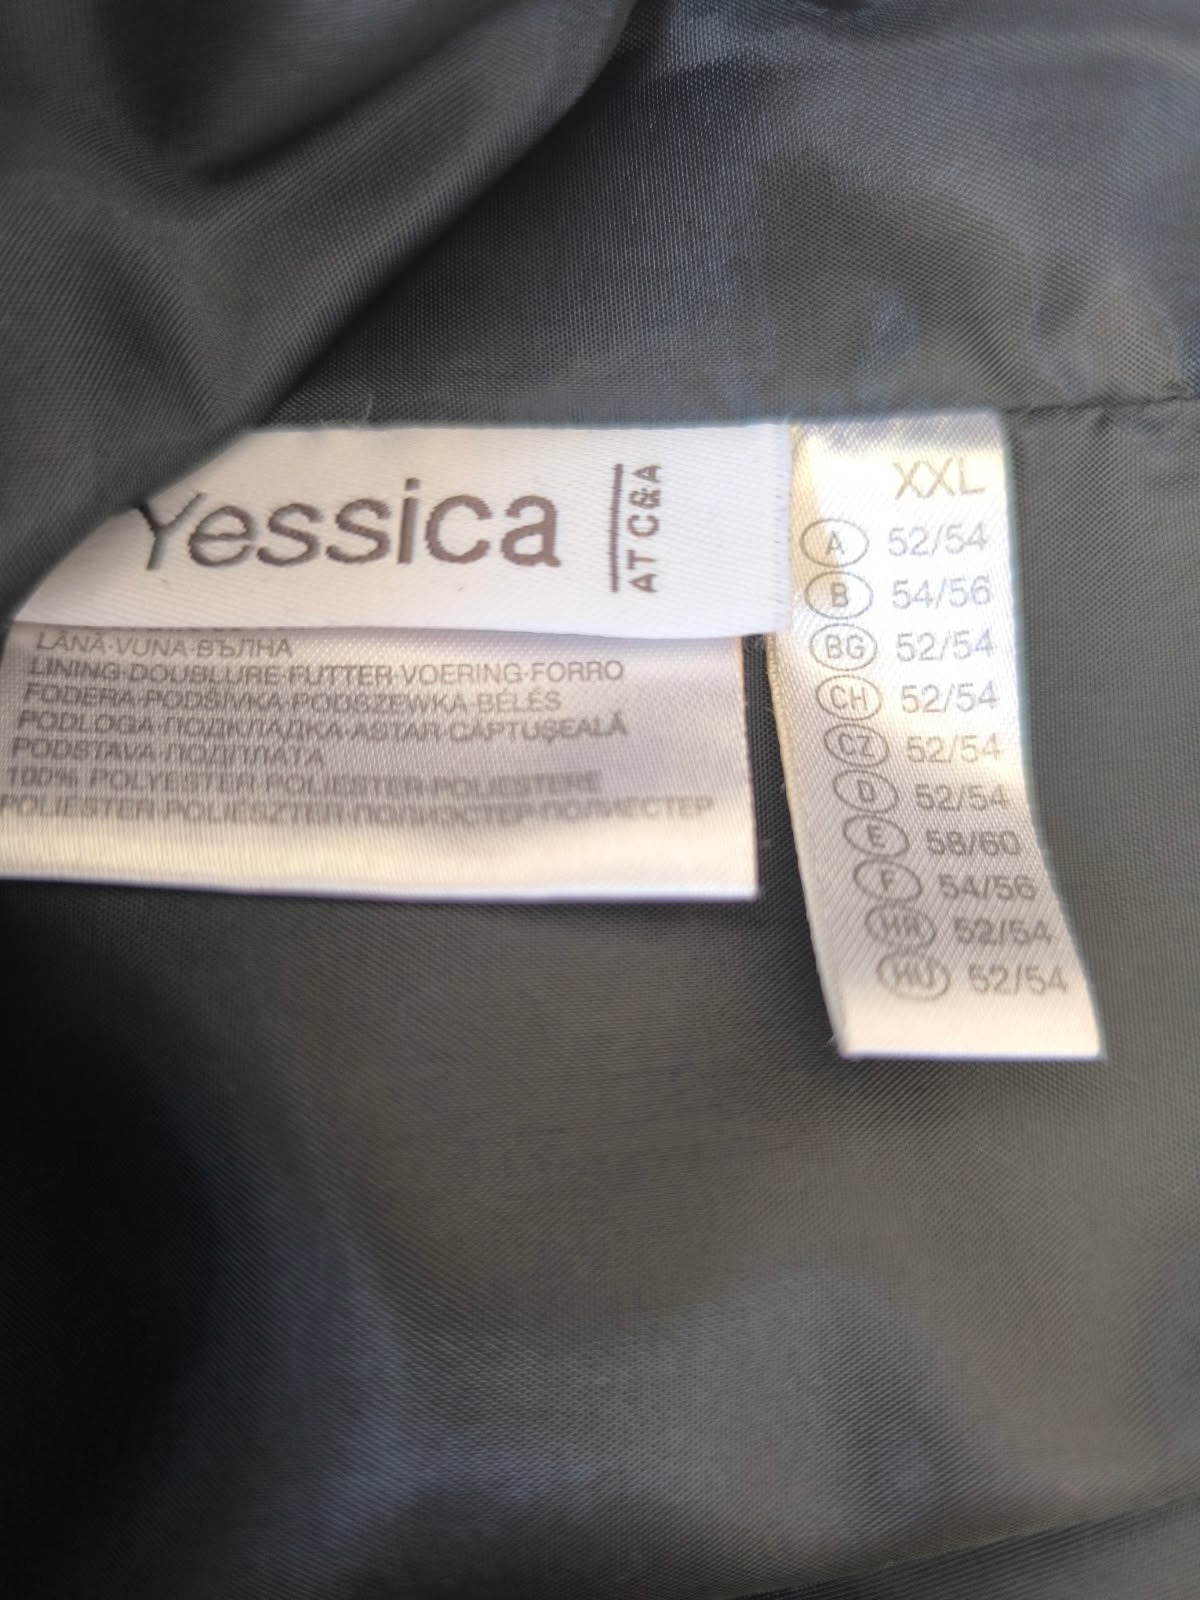 Yessica
AT C&A
LÂNĂ·VUNA·ВЪЛНА
LINING·DOUBLURE·FUTTER·VOERING·FORRO
FODERA·PODŠÍVKA·PODSZEWKA·BÉLÉS
PODLOGA·ПОДКЛАДКА·ASTAR·CĂPTUŞEALĂ
PODSTAVA·ПОДПЛАТА
100% POLYESTER·POLIÉSTER·POLIESTERE
POLIESTER·POLIÉSZTER·ПОЛИЭСТЕР·ПОЛИЕСТЕР
XXL
A 52/54
B 54/56
BG 52/54
CH 52/54
CZ 52/54
D 52/54
E 58/60
F 54/56
HR 52/54
HU 52/54